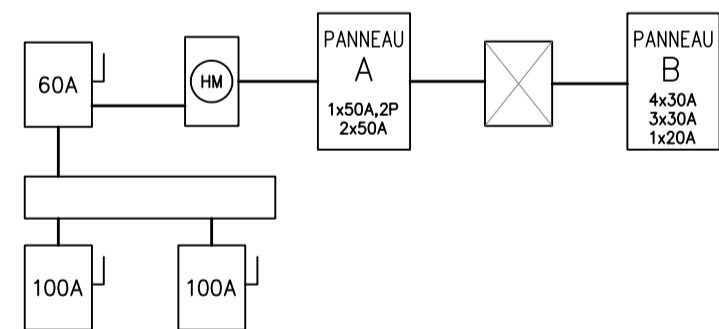 60A
HM
PANNEAU
A
1x50A,2P
2x50A
PANNEAU
B
4x30A
3x30A
1x20A
100A
100A